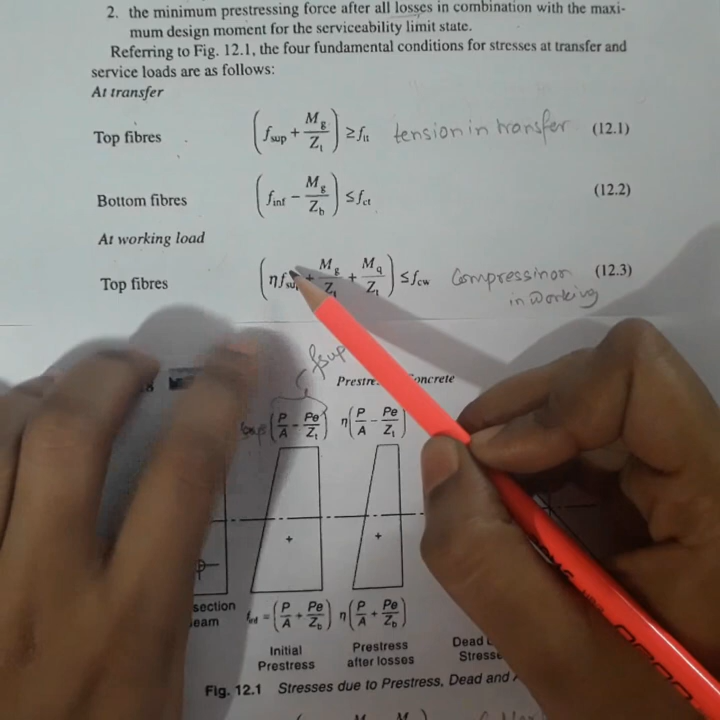 2. the minimum prestressing force after all losses in combination with the maxi-
mum design moment for the serviceability limit state.
Referring to Fig. 12.1, the four fundamental conditions for stresses at transfer and
service loads are as follows:
At transfer
Top fibres (f_sup + M_g/Z_t) ≥ f_tt tension in transfer (12.1)
Bottom fibres (f_inf − M_g/Z_b) ≤ f_ct (12.2)
At working load
Top fibres (ηf_su + M_g/Z_t + M_q/Z_t) ≤ f_cw Compressinon (12.3)
in working
fsup
Prestre oncrete
(P/A − Pe/Z_t) η(P/A − Pe/Z_t)
section f_inf = (P/A + Pe/Z_b) η(P/A + Pe/Z_b)
eam
Initial Prestress Dead
Prestress after losses Stress
Fig. 12.1 Stresses due to Prestress, Dead and